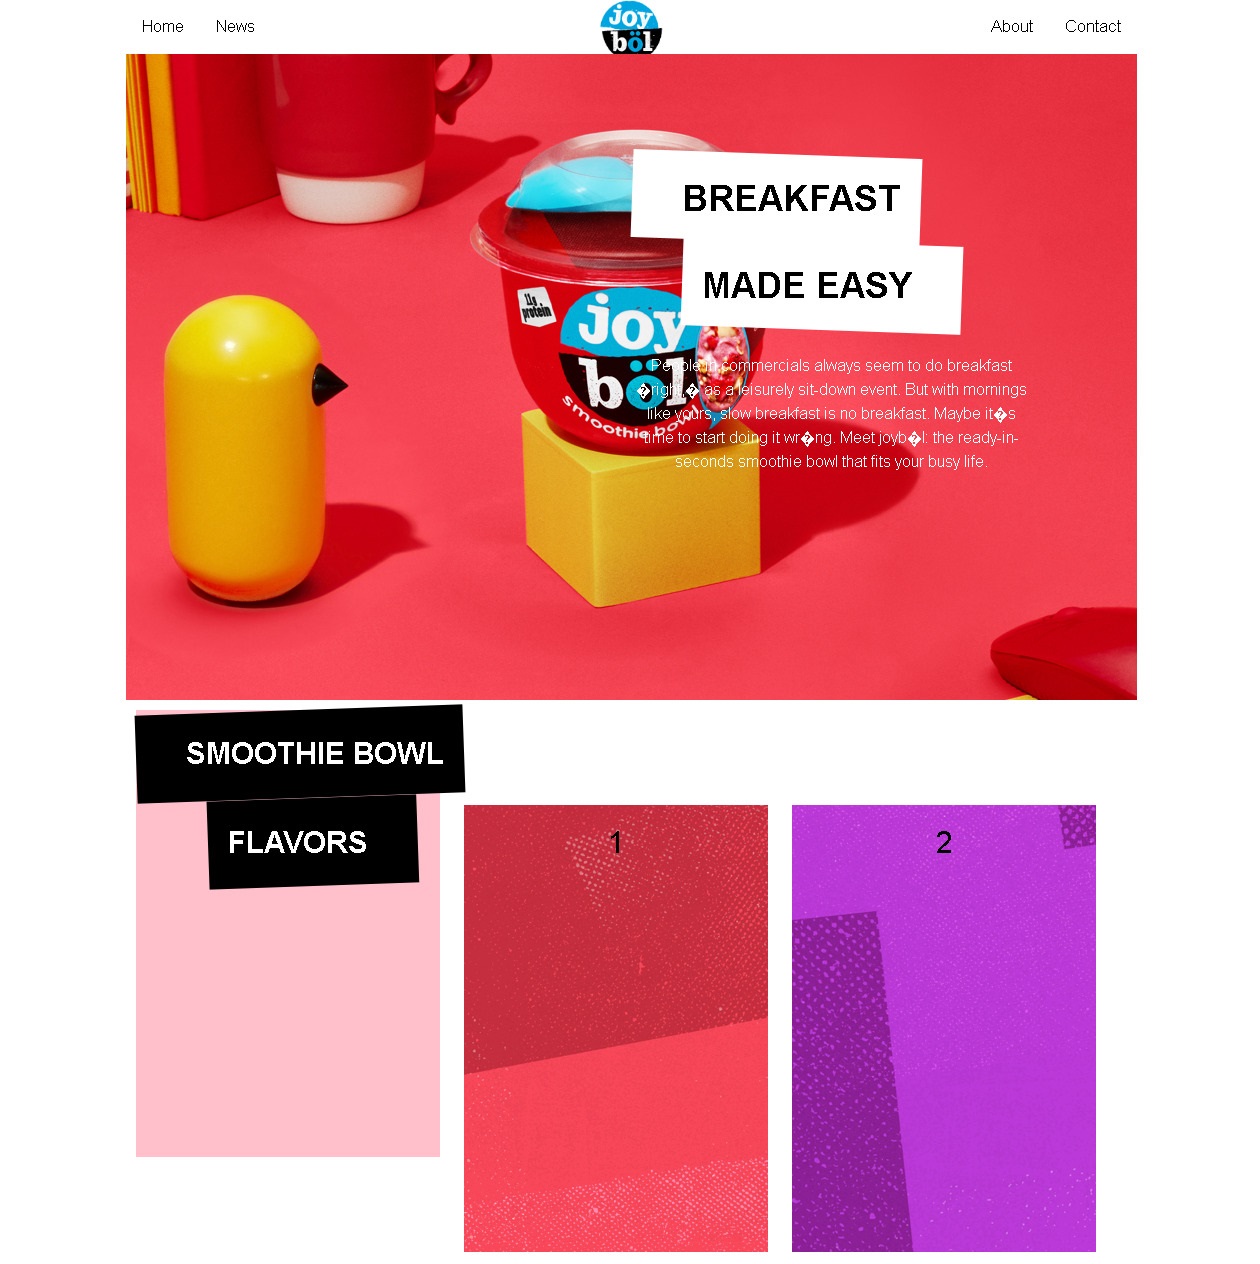 Home News
joy
böl
About Contact
BREAKFAST
MADE EASY
11g
protein
joy
böl
smoothie bowl
People in commercials always seem to do breakfast
�right,� as a leisurely sit-down event. But with mornings
like yours, slow breakfast is no breakfast. Maybe it�s
time to start doing it wr�ng. Meet joyb�l: the ready-in-
seconds smoothie bowl that fits your busy life.
SMOOTHIE BOWL
FLAVORS
1
2